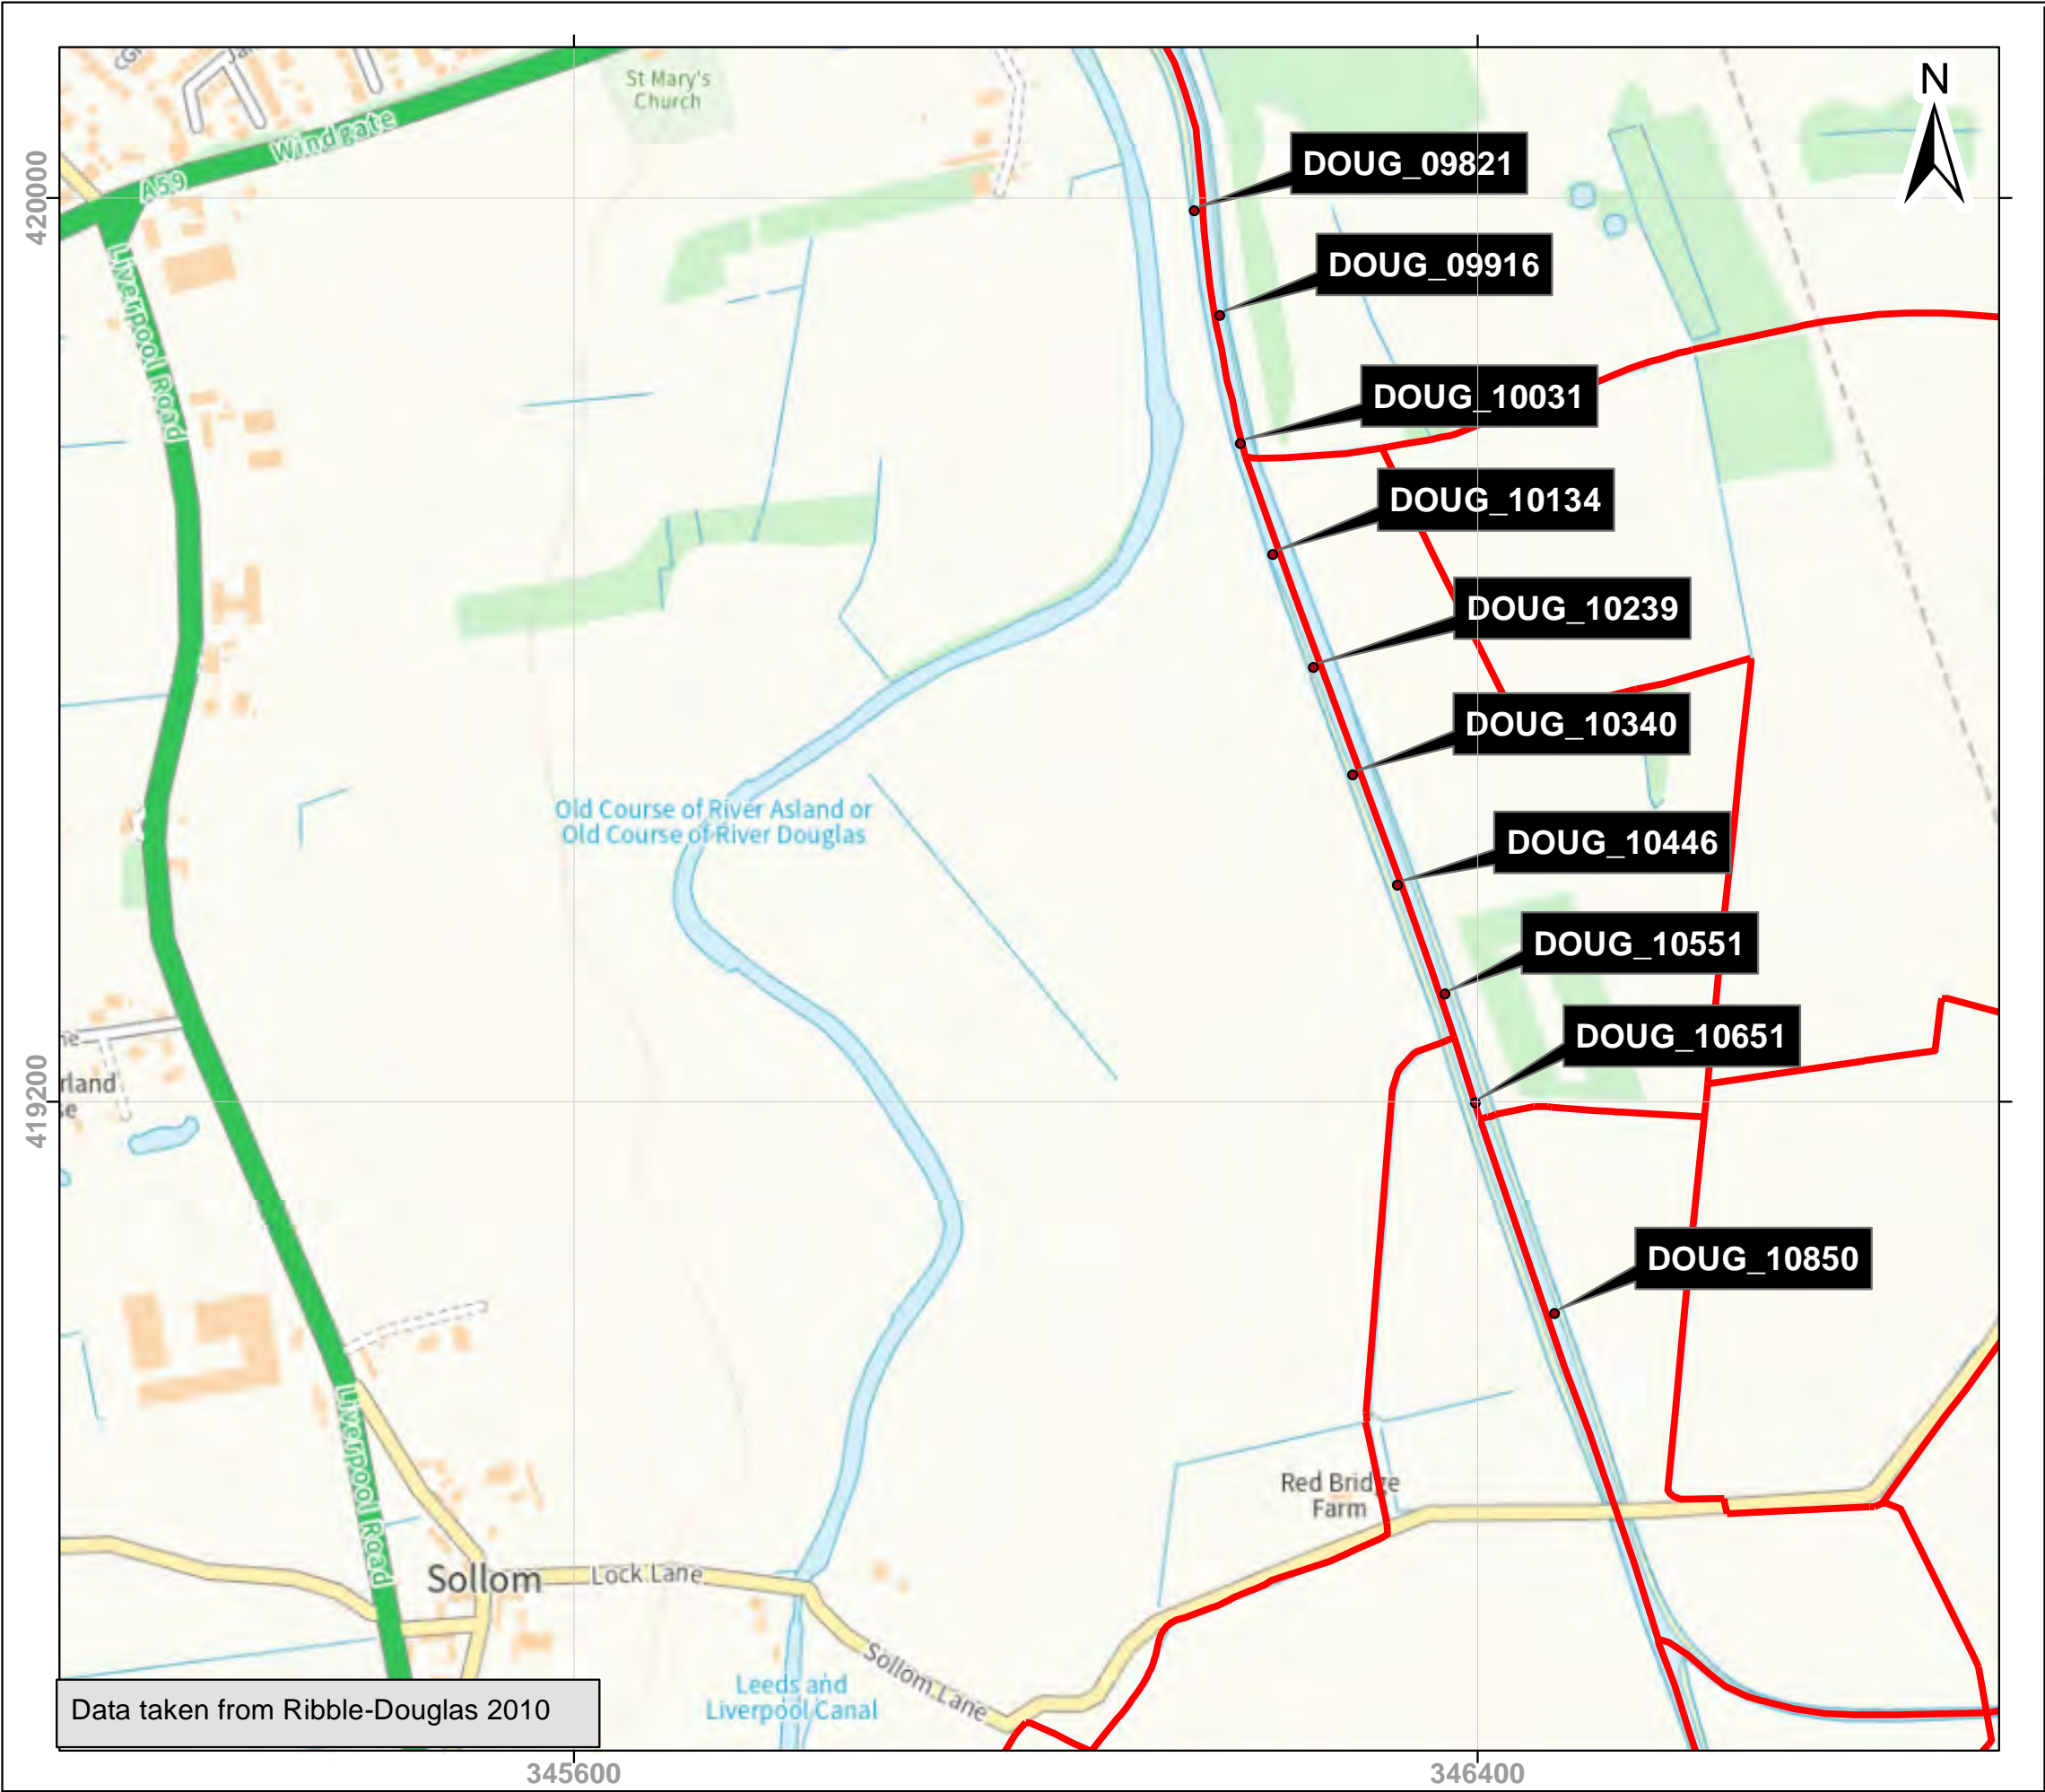 N
St Mary's
Church
Windgate
A59
Liverpool Road
420000
DOUG_09821
DOUG_09916
DOUG_10031
DOUG_10134
DOUG_10239
DOUG_10340
Old Course of River Asland or
Old Course of River Douglas
DOUG_10446
DOUG_10551
DOUG_10651
419200
rland
DOUG_10850
Liverpool Road
Red Bridge
Farm
Sollom
Lock Lane
Sollom Lane
Leeds and
Liverpool Canal
Data taken from Ribble-Douglas 2010
345600
346400